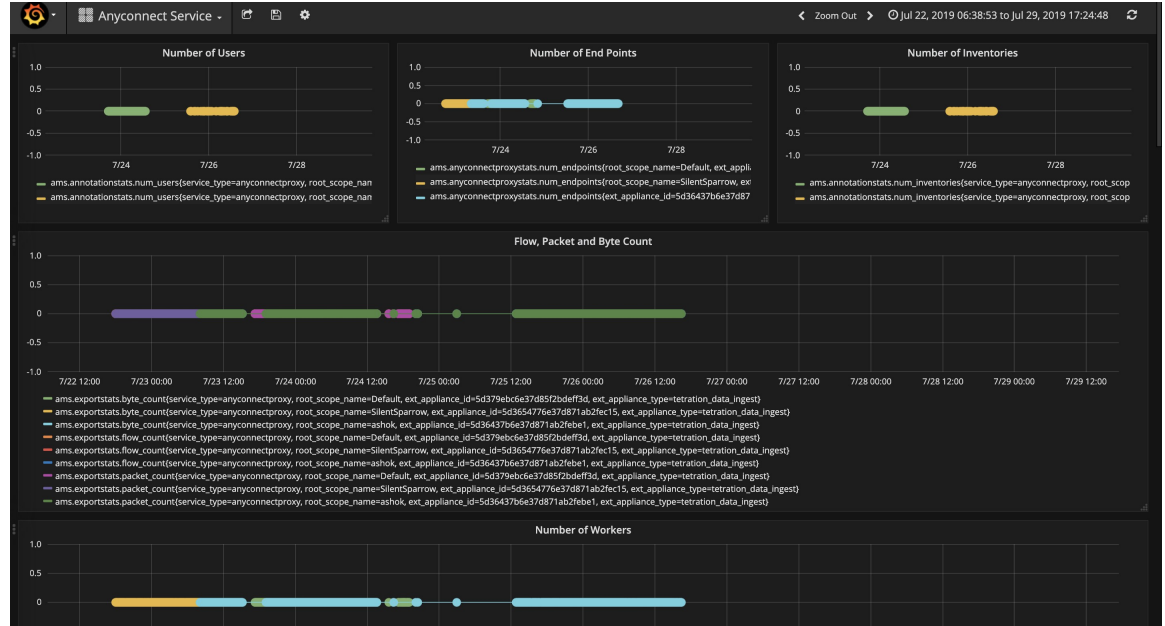 Anyconnect Service
Zoom Out
Jul 22, 2019 06:38:53 to Jul 29, 2019 17:24:48
Number of Users
1.0
0.5
0
-0.5
-1.0
7/24 7/26 7/28
ams.annotationstats.num_users{service_type=anyconnectproxy, root_scope_nan
ams.annotationstats.num_users{service_type=anyconnectproxy, root_scope_nan
Number of End Points
1.0
0.5
0
-0.5
-1.0
7/24 7/26 7/28
ams.anyconnectproxystats.num_endpoints{root_scope_name=Default, ext_appli
ams.anyconnectproxystats.num_endpoints{root_scope_name=SilentSparrow, ext
ams.anyconnectproxystats.num_endpoints{ext_appliance_id=5d36437b6e37d87
Number of Inventories
1.0
0.5
0
-0.5
-1.0
7/24 7/26 7/28
ams.annotationstats.num_inventories{service_type=anyconnectproxy, root_scop
ams.annotationstats.num_inventories{service_type=anyconnectproxy, root_scop
Flow, Packet and Byte Count
1.0
0.5
0
-0.5
-1.0
7/22 12:00 7/23 00:00 7/23 12:00 7/24 00:00 7/24 12:00 7/25 00:00 7/25 12:00 7/26 00:00 7/26 12:00 7/27 00:00 7/27 12:00 7/28 00:00 7/28 12:00 7/29 00:00 7/29 12:00
ams.exportstats.byte_count{service_type=anyconnectproxy, root_scope_name=Default, ext_appliance_id=5d379ebc6e37d85f2bdeff3d, ext_appliance_type=tetration_data_ingest}
ams.exportstats.byte_count{service_type=anyconnectproxy, root_scope_name=SilentSparrow, ext_appliance_id=5d3654776e37d871ab2fec15, ext_appliance_type=tetration_data_ingest}
ams.exportstats.byte_count{service_type=anyconnectproxy, root_scope_name=ashok, ext_appliance_id=5d36437b6e37d871ab2febe1, ext_appliance_type=tetration_data_ingest}
ams.exportstats.flow_count{service_type=anyconnectproxy, root_scope_name=Default, ext_appliance_id=5d379ebc6e37d85f2bdeff3d, ext_appliance_type=tetration_data_ingest}
ams.exportstats.flow_count{service_type=anyconnectproxy, root_scope_name=SilentSparrow, ext_appliance_id=5d3654776e37d871ab2fec15, ext_appliance_type=tetration_data_ingest}
ams.exportstats.flow_count{service_type=anyconnectproxy, root_scope_name=ashok, ext_appliance_id=5d36437b6e37d871ab2febe1, ext_appliance_type=tetration_data_ingest}
ams.exportstats.packet_count{service_type=anyconnectproxy, root_scope_name=Default, ext_appliance_id=5d379ebc6e37d85f2bdeff3d, ext_appliance_type=tetration_data_ingest}
ams.exportstats.packet_count{service_type=anyconnectproxy, root_scope_name=SilentSparrow, ext_appliance_id=5d3654776e37d871ab2fec15, ext_appliance_type=tetration_data_ingest}
ams.exportstats.packet_count{service_type=anyconnectproxy, root_scope_name=ashok, ext_appliance_id=5d36437b6e37d871ab2febe1, ext_appliance_type=tetration_data_ingest}
Number of Workers
1.0
0.5
0